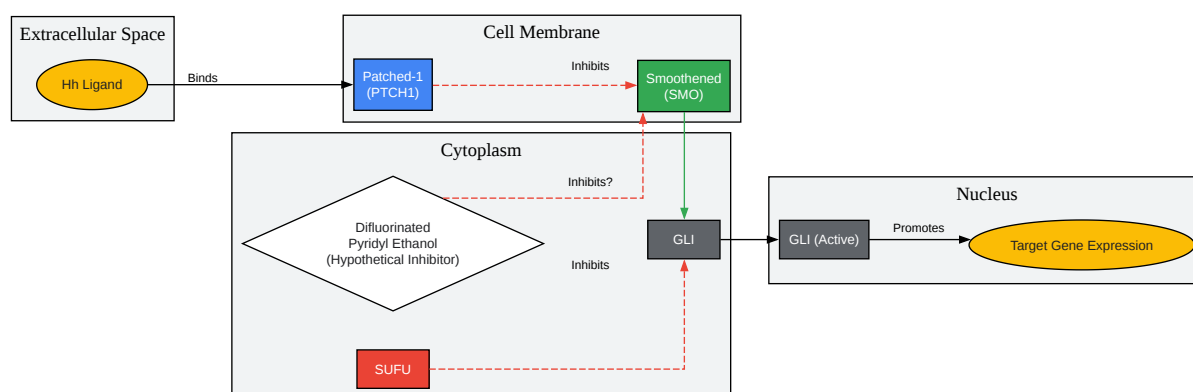 Extracellular Space
Hh Ligand
Binds
Cell Membrane
Patched-1
(PTCH1)
Inhibits
Smoothened
(SMO)
Cytoplasm
Inhibits?
Difluorinated
Pyridyl Ethanol
(Hypothetical Inhibitor)
Inhibits
GLI
SUFU
Nucleus
GLI (Active)
Promotes
Target Gene Expression